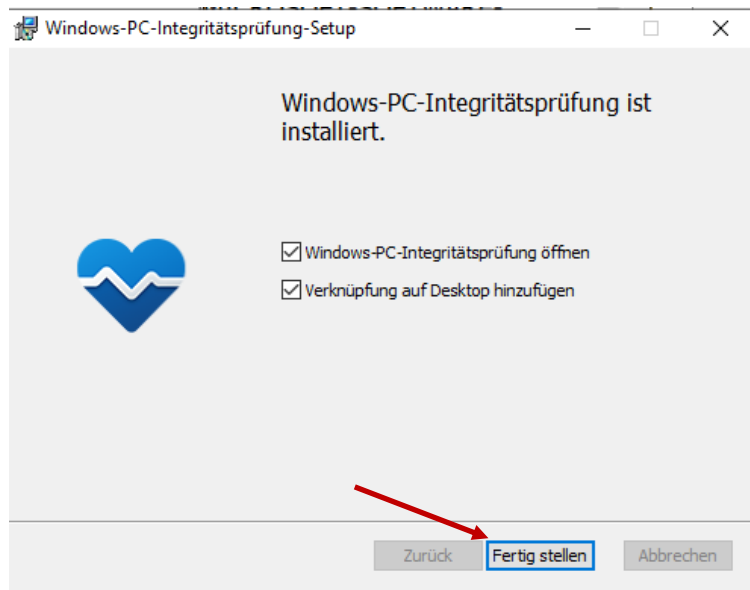 Windows-PC-Integritätsprüfung-Setup
Windows-PC-Integritätsprüfung ist
installiert.
Windows-PC-Integritätsprüfung öffnen
Verknüpfung auf Desktop hinzufügen
Zurück Fertig stellen Abbrechen